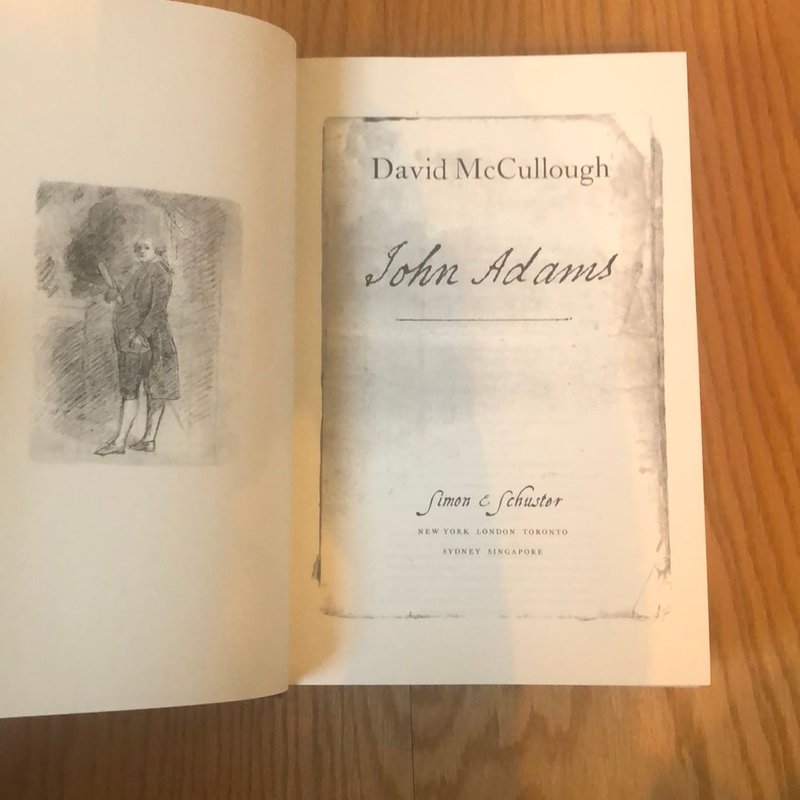 David McCullough
John Adams
Simon & Schuster
NEW YORK LONDON TORONTO
SYDNEY SINGAPORE